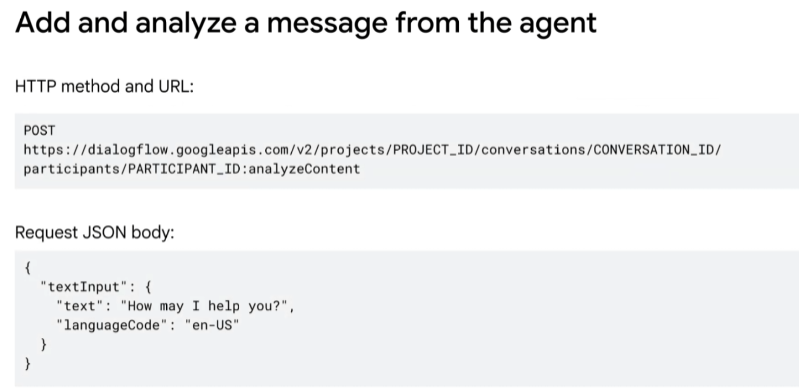 Add and analyze a message from the agent
HTTP method and URL:
POST
https://dialogflow.googleapis.com/v2/projects/PROJECT_ID/conversations/CONVERSATION_ID/
participants/PARTICIPANT_ID:analyzeContent
Request JSON body:
{
  "textInput": {
    "text": "How may I help you?",
    "languageCode": "en-US"
  }
}